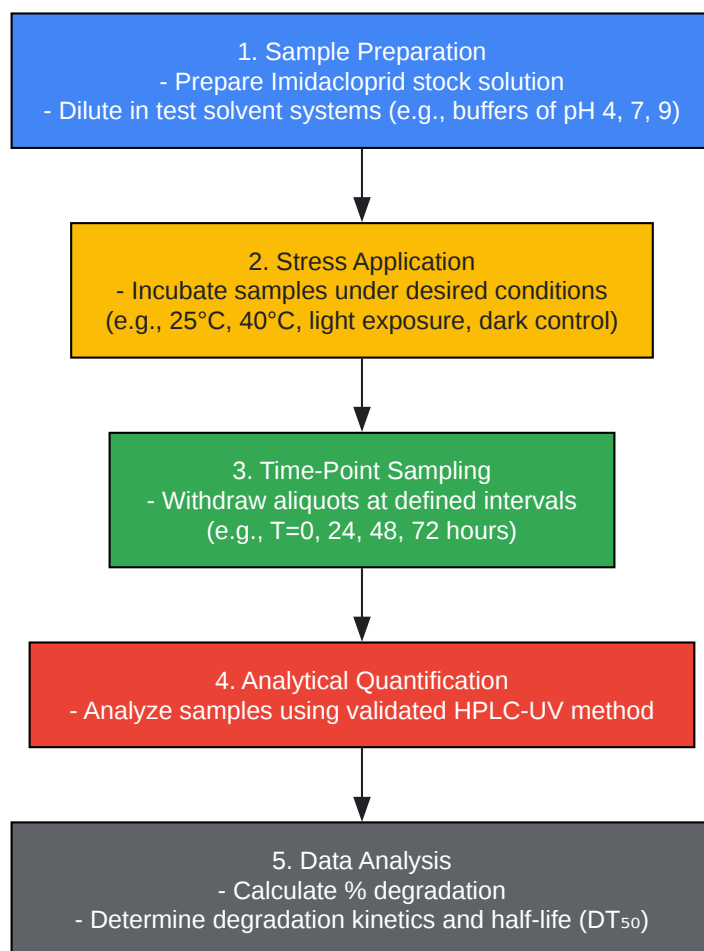 1. Sample Preparation
- Prepare Imidacloprid stock solution
- Dilute in test solvent systems (e.g., buffers of pH 4, 7, 9)
2. Stress Application
- Incubate samples under desired conditions
(e.g., 25°C, 40°C, light exposure, dark control)
3. Time-Point Sampling
- Withdraw aliquots at defined intervals
(e.g., T=0, 24, 48, 72 hours)
4. Analytical Quantification
- Analyze samples using validated HPLC-UV method
5. Data Analysis
- Calculate % degradation
- Determine degradation kinetics and half-life (DT₅₀)